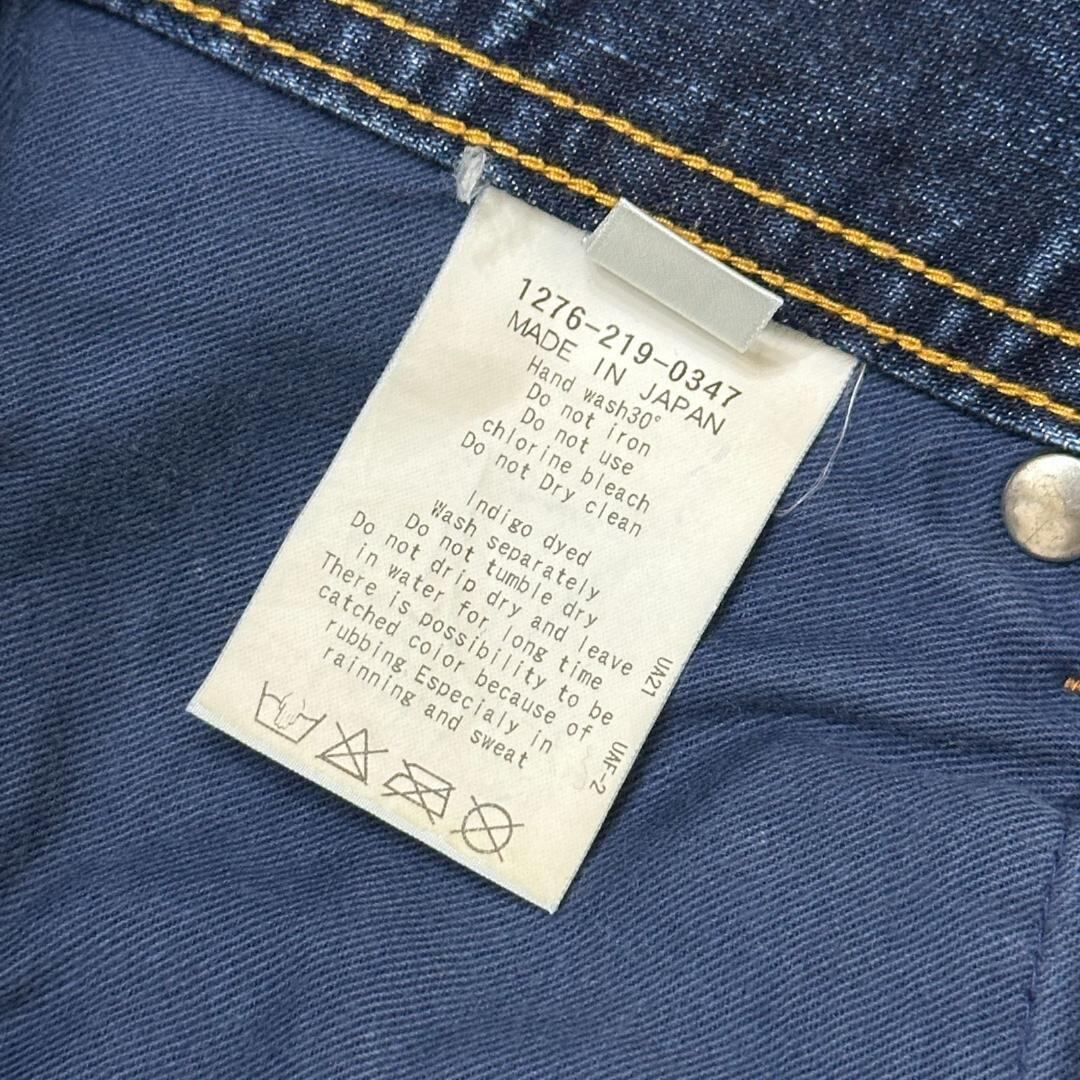 1276-219-0347
MADE IN JAPAN
Hand wash30°
Do not iron
Do not use
chlorine bleach
Do not Dry clean
Indigo dyed
Wash separately
Do not tumble dry
Do not drip dry and leave
in water for long time
There is possibility to be
catched color because of
rubbing Especialy in
rainning and sweat
UA21
UAF-2